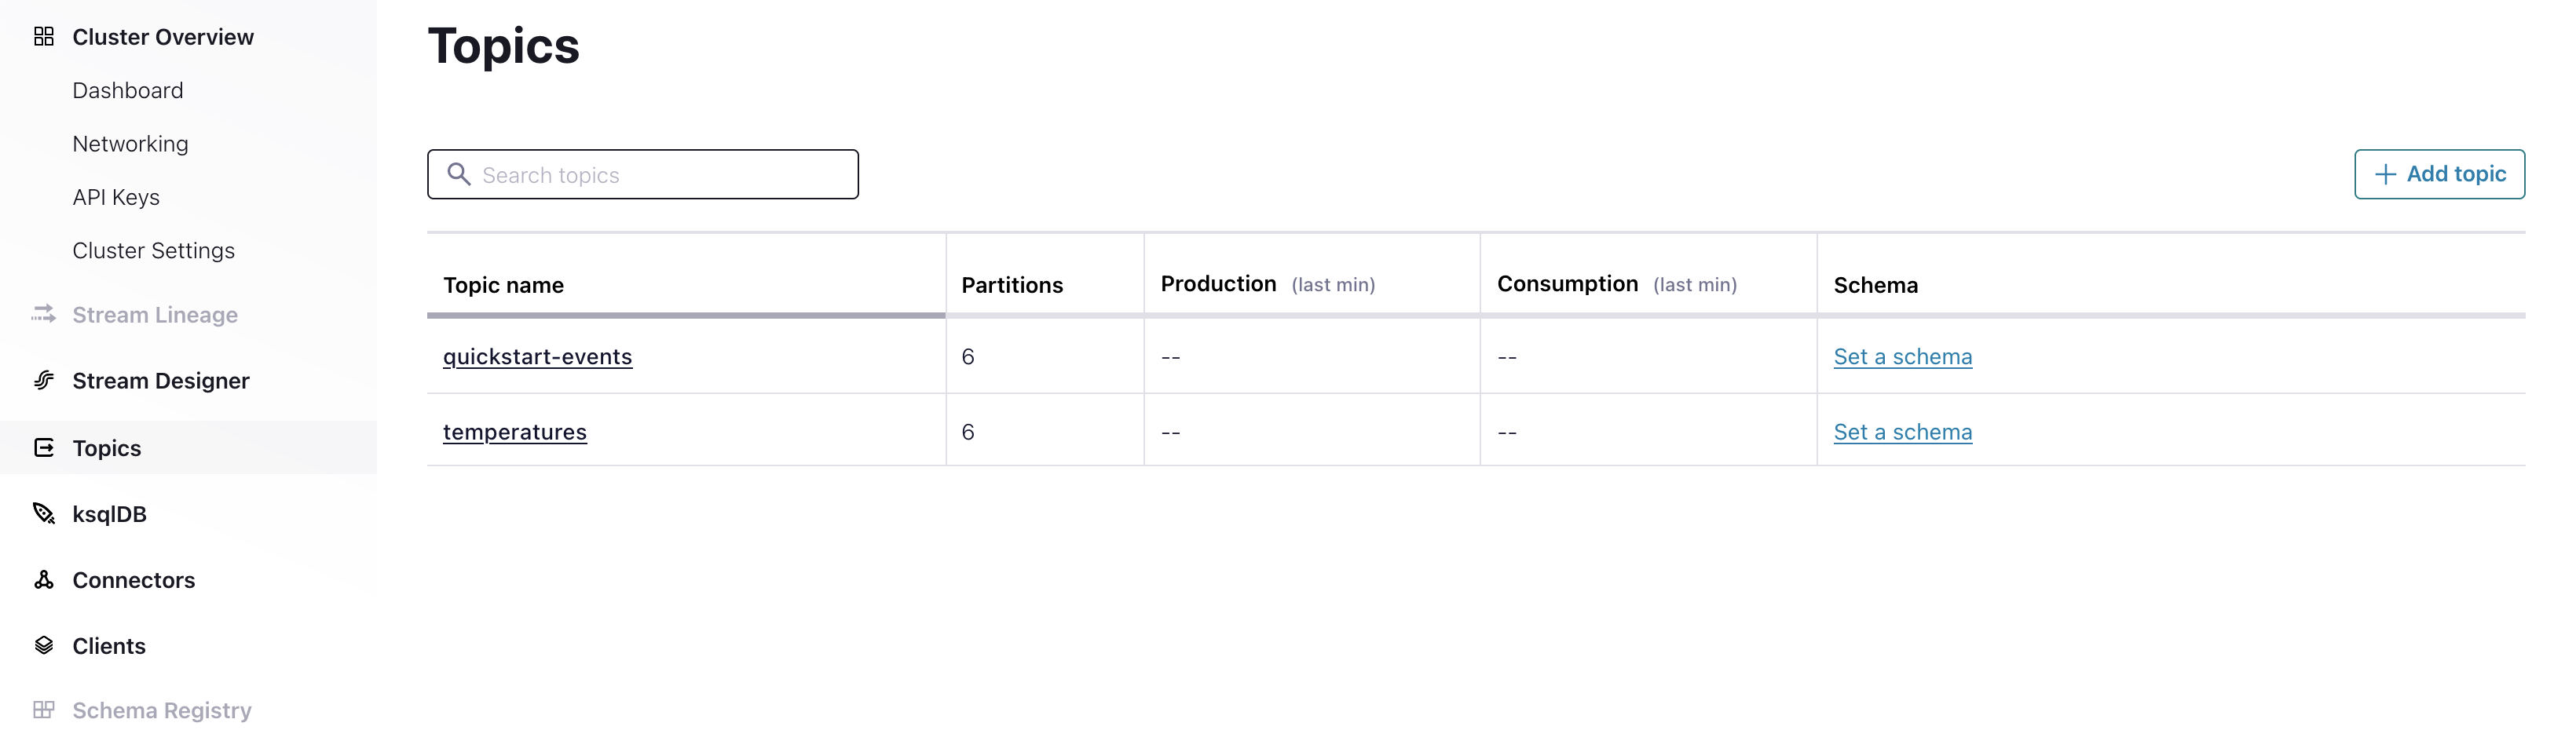 Cluster Overview
Dashboard
Networking
API Keys
Cluster Settings
Stream Lineage
Stream Designer
Topics
ksqlDB
Connectors
Clients
Schema Registry
Topics
Search topics
Add topic
Topic name Partitions Production (last min) Consumption (last min) Schema
quickstart-events 6 -- -- Set a schema
temperatures 6 -- -- Set a schema